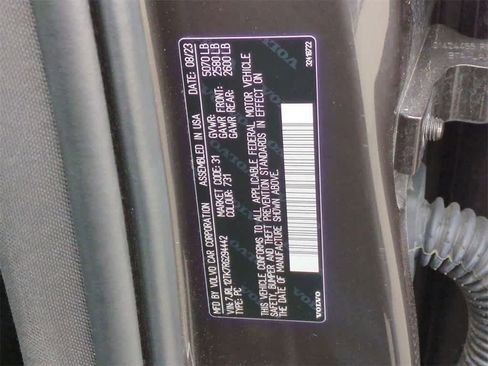 MFD. BY VOLVO CAR CORPORATION ASSEMBLED IN USA DATE: 08/23
VIN: 7JRL12TK7RG294442 GVWR: 5070 LB
TYPE: PC MARKET CODE: 31 GAWR FRONT: 2580 LB
COLOUR: 731 GAWR REAR: 2600 LB
THIS VEHICLE CONFORMS TO ALL APPLICABLE FEDERAL MOTOR VEHICLE
SAFETY, BUMPER AND THEFT PREVENTION STANDARDS IN EFFECT ON
THE DATE OF MANUFACTURE SHOWN ABOVE.
VOLVO 32419722